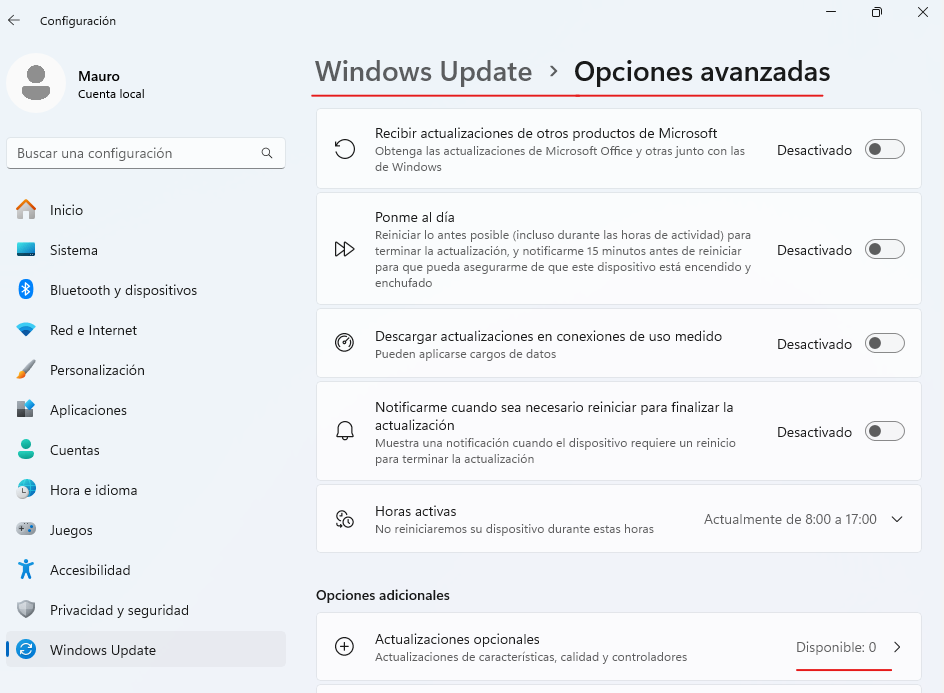 Configuración
Mauro
Cuenta local
Buscar una configuración
Inicio
Sistema
Bluetooth y dispositivos
Red e Internet
Personalización
Aplicaciones
Cuentas
Hora e idioma
Juegos
Accesibilidad
Privacidad y seguridad
Windows Update
Windows Update › Opciones avanzadas
Recibir actualizaciones de otros productos de Microsoft
Obtenga las actualizaciones de Microsoft Office y otras junto con las
de Windows
Desactivado
Ponme al día
Reiniciar lo antes posible (incluso durante las horas de actividad) para
terminar la actualización, y notificarme 15 minutos antes de reiniciar
para que pueda asegurarme de que este dispositivo está encendido y
enchufado
Desactivado
Descargar actualizaciones en conexiones de uso medido
Pueden aplicarse cargos de datos
Desactivado
Notificarme cuando sea necesario reiniciar para finalizar la
actualización
Muestra una notificación cuando el dispositivo requiere un reinicio
para terminar la actualización
Desactivado
Horas activas
No reiniciaremos su dispositivo durante estas horas
Actualmente de 8:00 a 17:00
Opciones adicionales
Actualizaciones opcionales
Actualizaciones de características, calidad y controladores
Disponible: 0